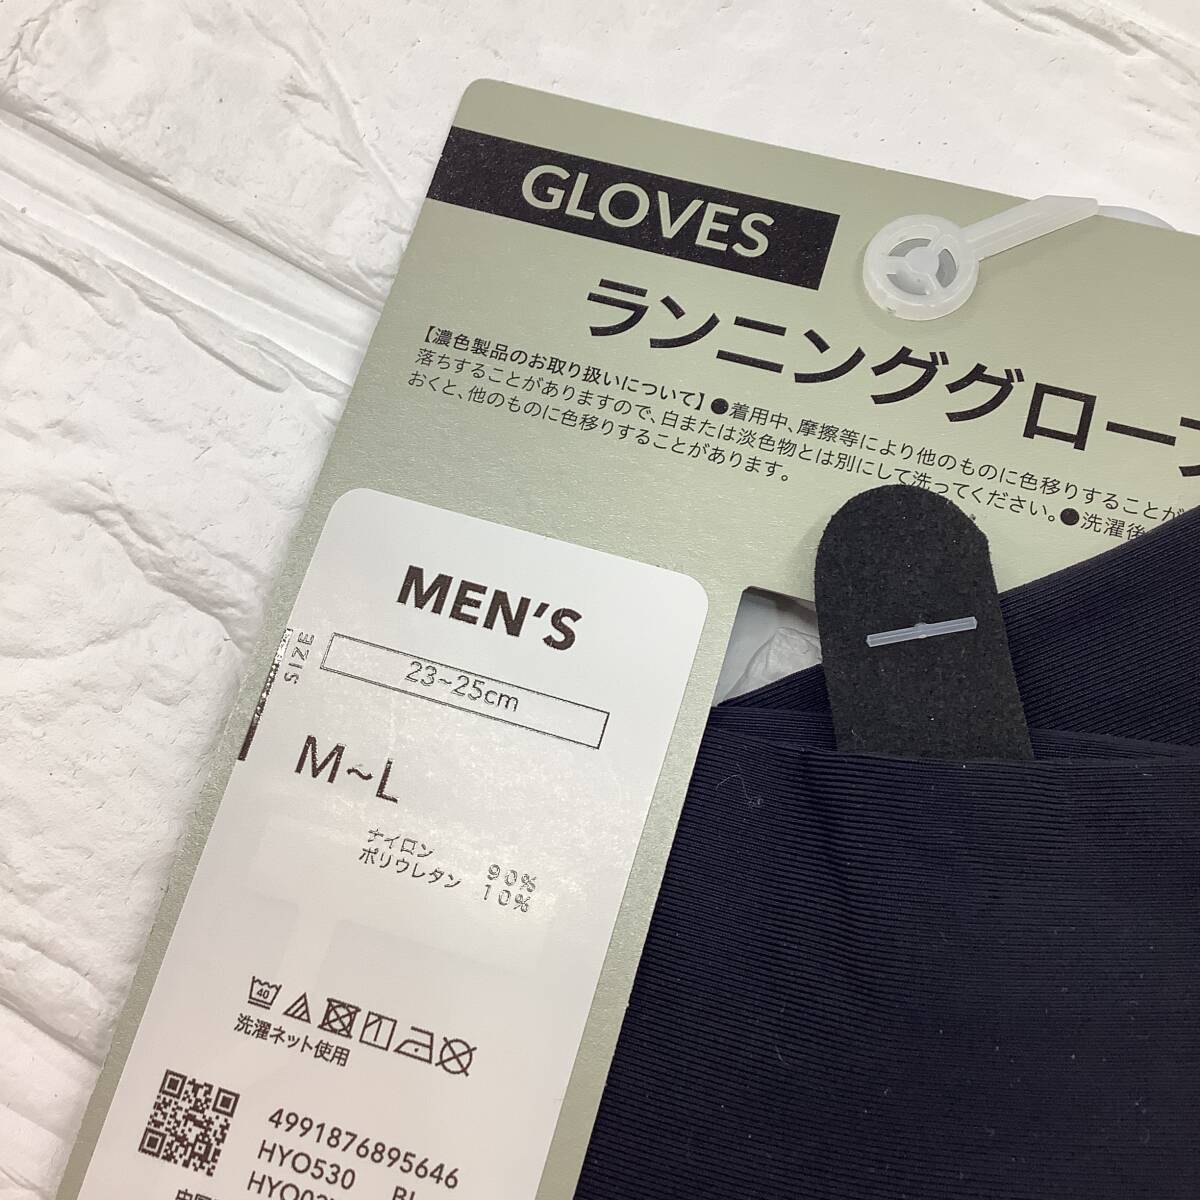 GLOVES
ランニンググロー
【濃色製品のお取り扱いについて】●着用中、摩擦等により他のものに色移りすることが
落ちすることがありますので、白または淡色物とは別にして洗ってください。●洗濯後
おくと、他のものに色移りすることがあります。
MEN'S
SIZE
23~25cm
M~L
ナイロン 90%
ポリウレタン 10%
40
洗濯ネット使用
4991876895646
HYO530